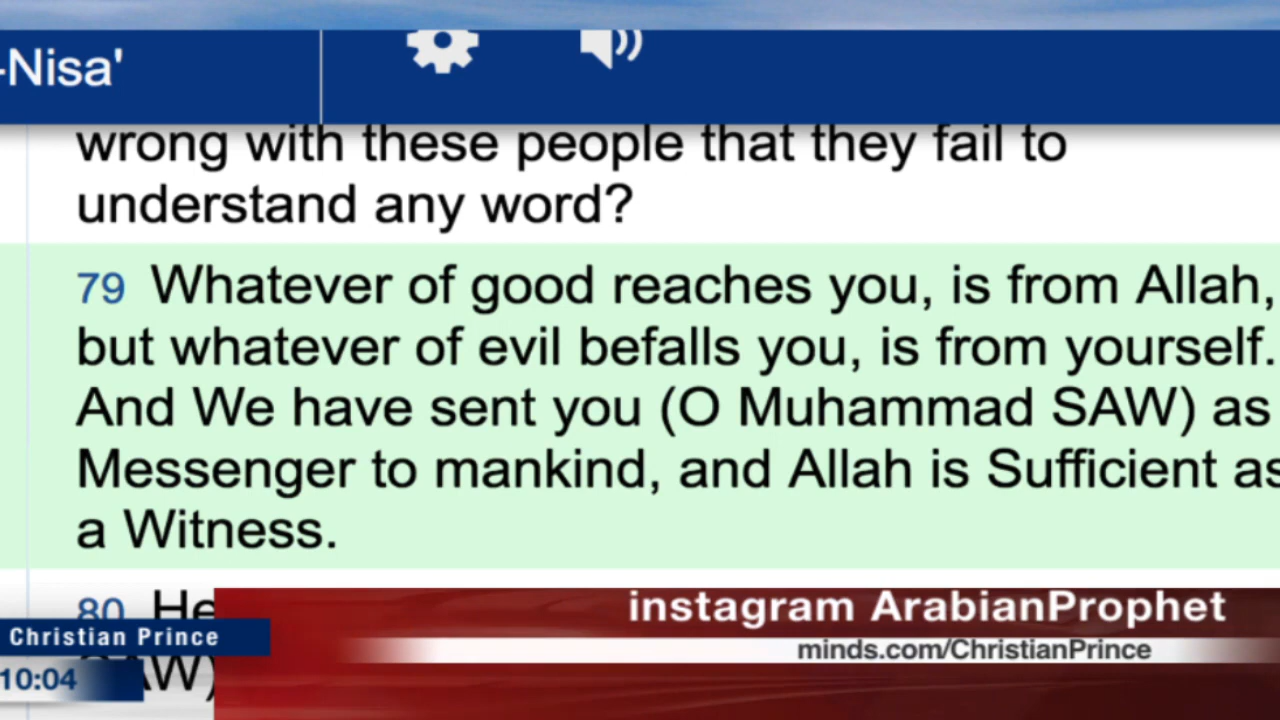 -Nisa'
wrong with these people that they fail to
understand any word?
79 Whatever of good reaches you, is from Allah,
but whatever of evil befalls you, is from yourself.
And We have sent you (O Muhammad SAW) as
Messenger to mankind, and Allah is Sufficient as
a Witness.
80 He
instagram ArabianProphet
Christian Prince
minds.com/ChristianPrince
10:04
AW)